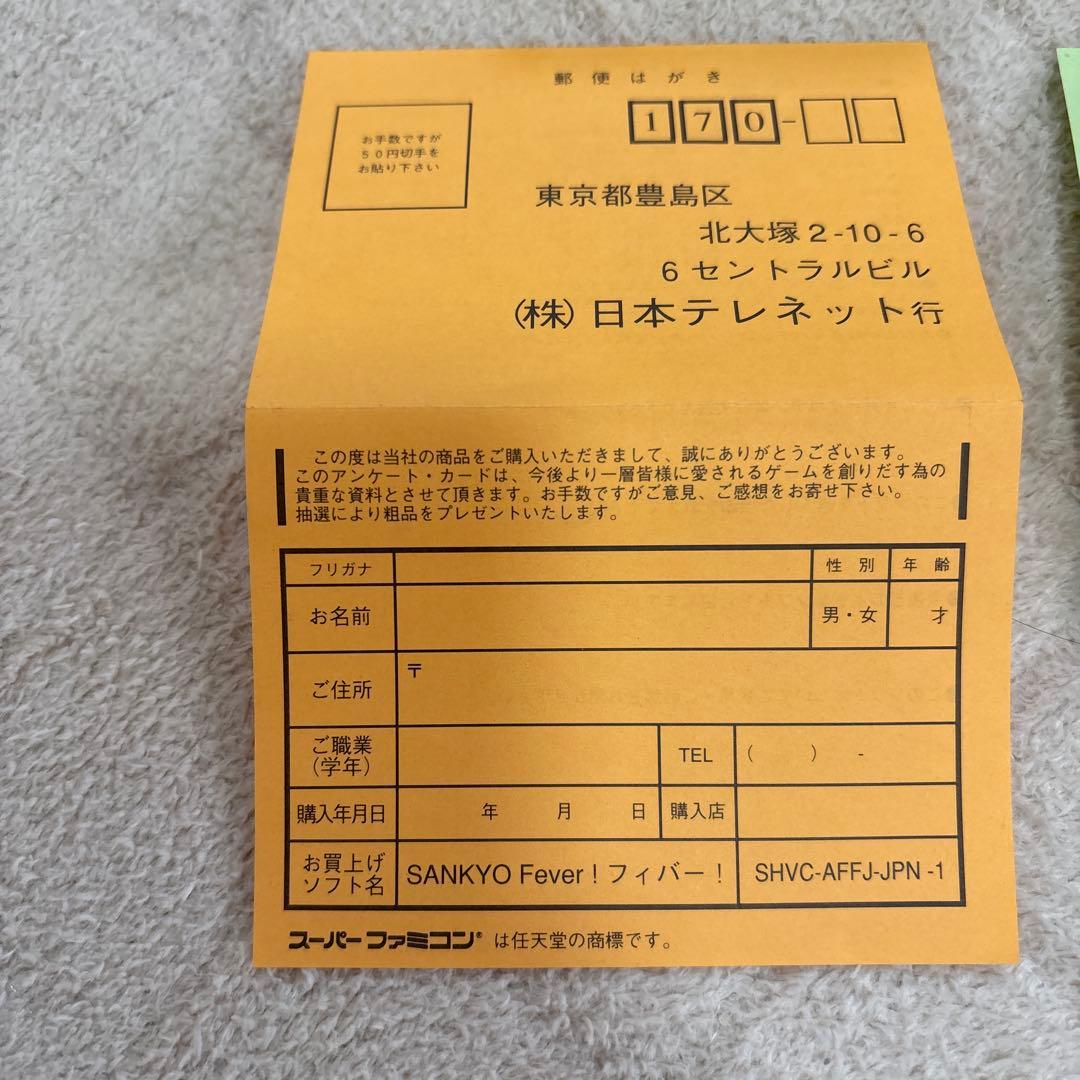 郵便はがき
170-
お手数ですが
50円切手を
お貼り下さい
東京都豊島区
北大塚2-10-6
6セントラルビル
(株)日本テレネット行
この度は当社の商品をご購入いただきまして、誠にありがとうございます。
このアンケート・カードは、今後より一層皆様に愛されるゲームを創りだす為の
貴重な資料とさせて頂きます。お手数ですがご意見、ご感想をお寄せ下さい。
抽選により粗品をプレゼントいたします。
フリガナ 性別 年齢
お名前 男・女 才
ご住所 〒
ご職業
(学年) TEL ( ) -
購入年月日 年 月 日 購入店
お買上げ
ソフト名 SANKYO Fever!フィバー! SHVC-AFFJ-JPN-1
スーパーファミコン® は任天堂の商標です。